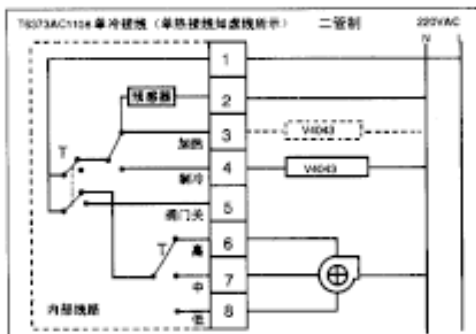 T6373AC1108 单冷接线（单热接线如虚线所示） 二管制 220VAC
N L
1
传感器 2
加热 3 V4043
T 制冷 4 V4043
阀门关 5
T 高 6
中 7
内部线路 低 8